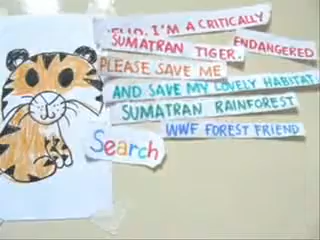 HELLO, I'M A CRITICALLY
ENDANGERED
SUMATRAN TIGER.
PLEASE SAVE ME
AND SAVE MY LOVELY HABITAT
SUMATRAN RAINFOREST
WWF FOREST FRIEND
Search